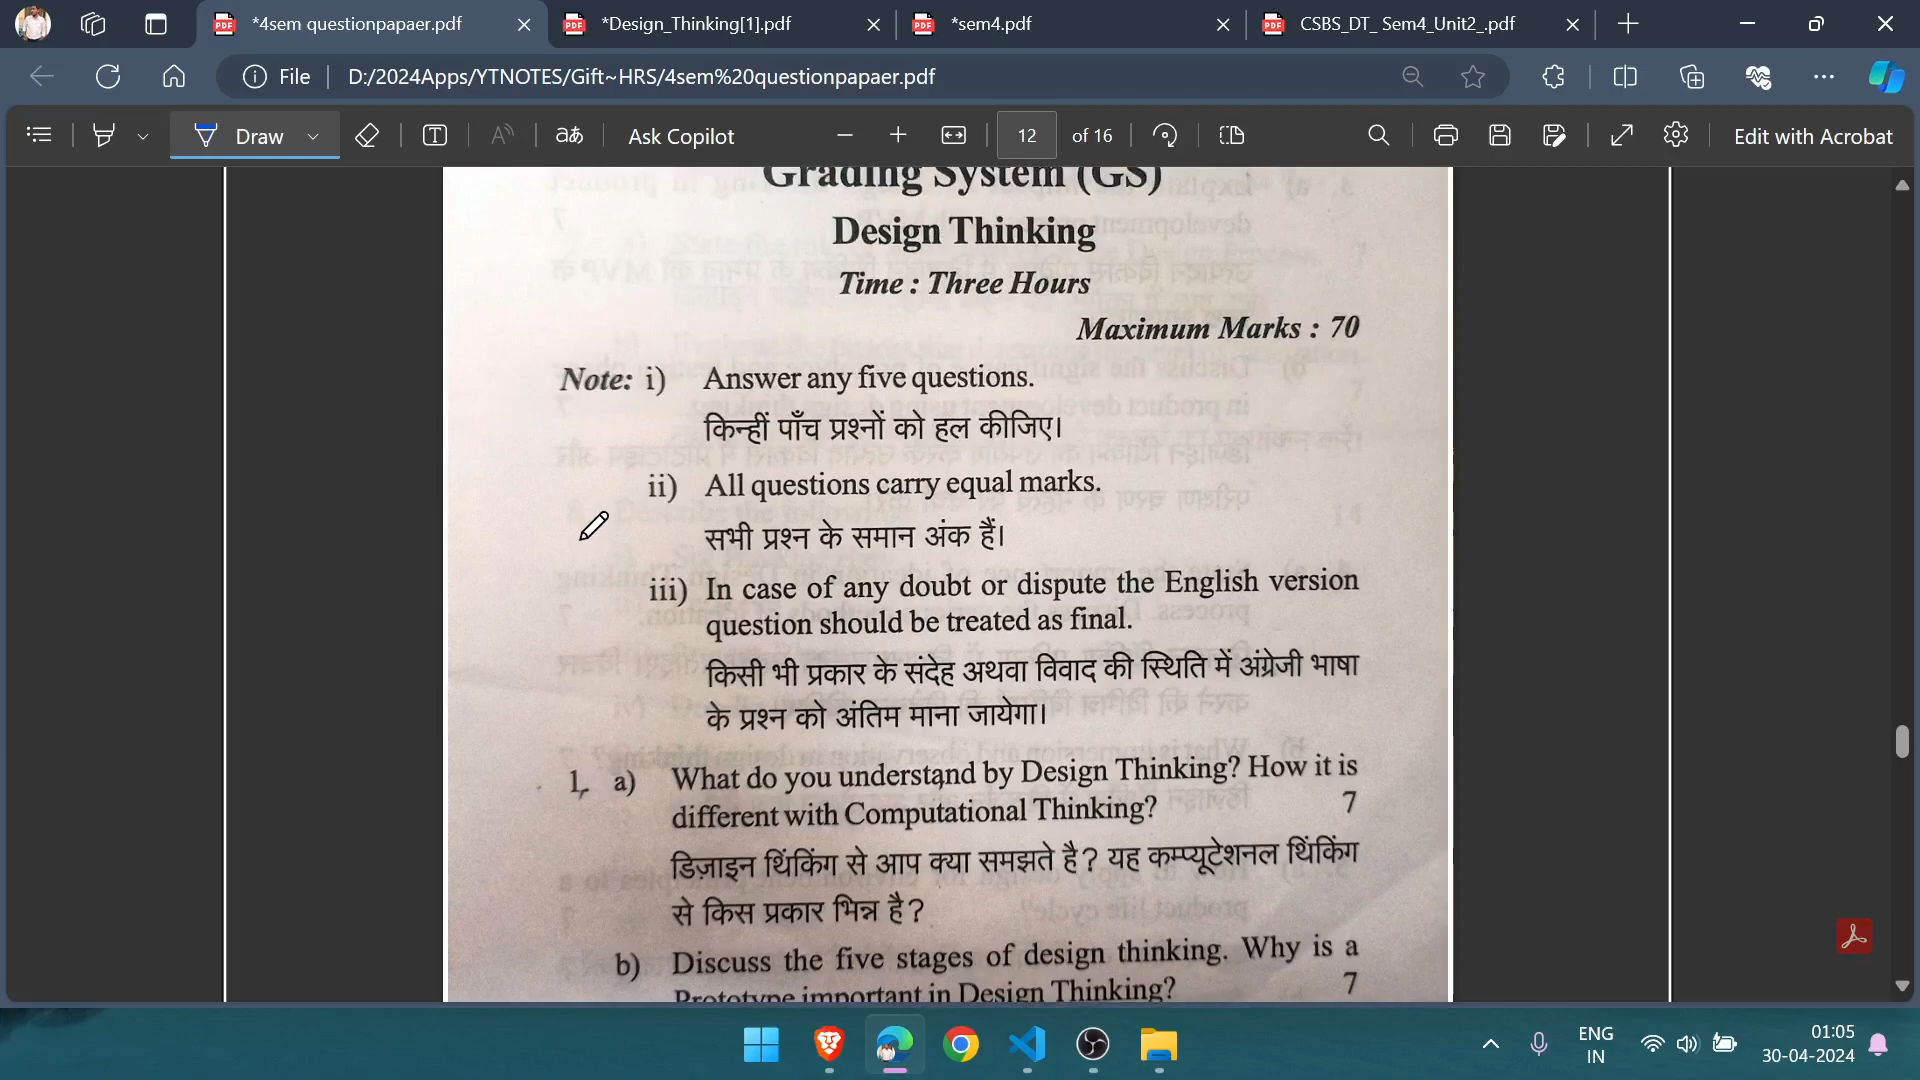 *4sem questionpapaer.pdf
*Design_Thinking[1].pdf
*sem4.pdf
CSBS_DT_ Sem4_Unit2_.pdf
File
D:/2024Apps/YTNOTES/Gift~HRS/4sem%20questionpapaer.pdf
Draw
aあ
Ask Copilot
12 of 16
Edit with Acrobat
Grading System (GS)
Design Thinking
Time : Three Hours
Maximum Marks : 70
Note: i) Answer any five questions.
किन्हीं पाँच प्रश्नों को हल कीजिए।
ii) All questions carry equal marks.
सभी प्रश्न के समान अंक हैं।
iii) In case of any doubt or dispute the English version
question should be treated as final.
किसी भी प्रकार के संदेह अथवा विवाद की स्थिति में अंग्रेजी भाषा
के प्रश्न को अंतिम माना जायेगा।
1. a) What do you understand by Design Thinking? How it is
different with Computational Thinking? 7
डिज़ाइन थिंकिंग से आप क्या समझते है? यह कम्प्यूटेशनल थिंकिंग
से किस प्रकार भिन्न है?
b) Discuss the five stages of design thinking. Why is a
Prototype important in Design Thinking? 7
ENG
IN
01:05
30-04-2024